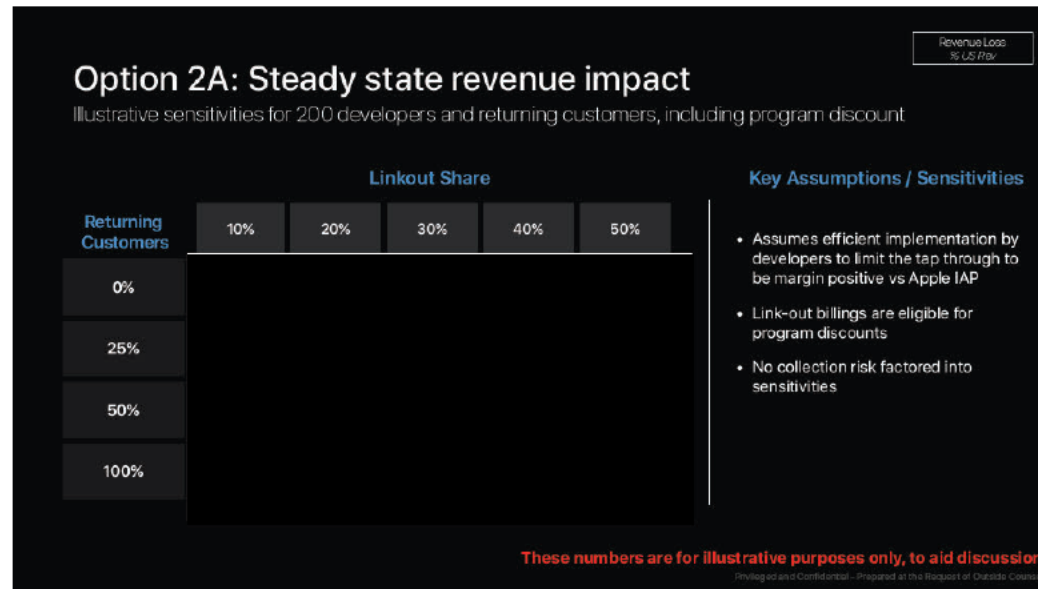 Revenue Loss
% US Rev
Option 2A: Steady state revenue impact
Illustrative sensitivities for 200 developers and returning customers, including program discount
Linkout Share
Key Assumptions / Sensitivities
Returning
Customers
10%
20%
30%
40%
50%
0%
25%
50%
100%
• Assumes efficient implementation by
developers to limit the tap through to
be margin positive vs Apple IAP
• Link-out billings are eligible for
program discounts
• No collection risk factored into
sensitivities
These numbers are for illustrative purposes only, to aid discussion
Privileged and Confidential – Prepared at the Request of Outside Counse